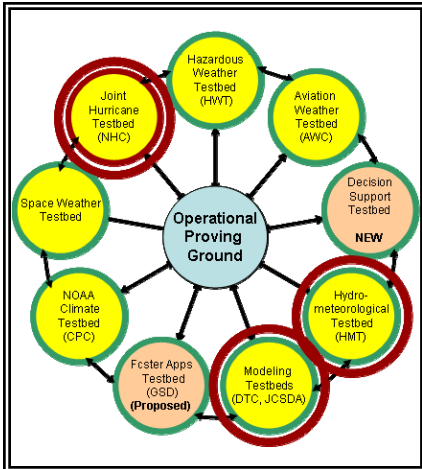 Hazardous
Weather
Testbed
(HWT)
Aviation
Weather
Testbed
(AWC)
Decision
Support
Testbed
NEW
Hydro-
meteorological
Testbed
(HMT)
Modeling
Testbeds
(DTC, JCSDA)
Fcster Apps
Testbed
(GSD)
(Proposed)
NOAA
Climate
Testbed
(CPC)
Space Weather
Testbed
Joint
Hurricane
Testbed
(NHC)
Operational
Proving
Ground